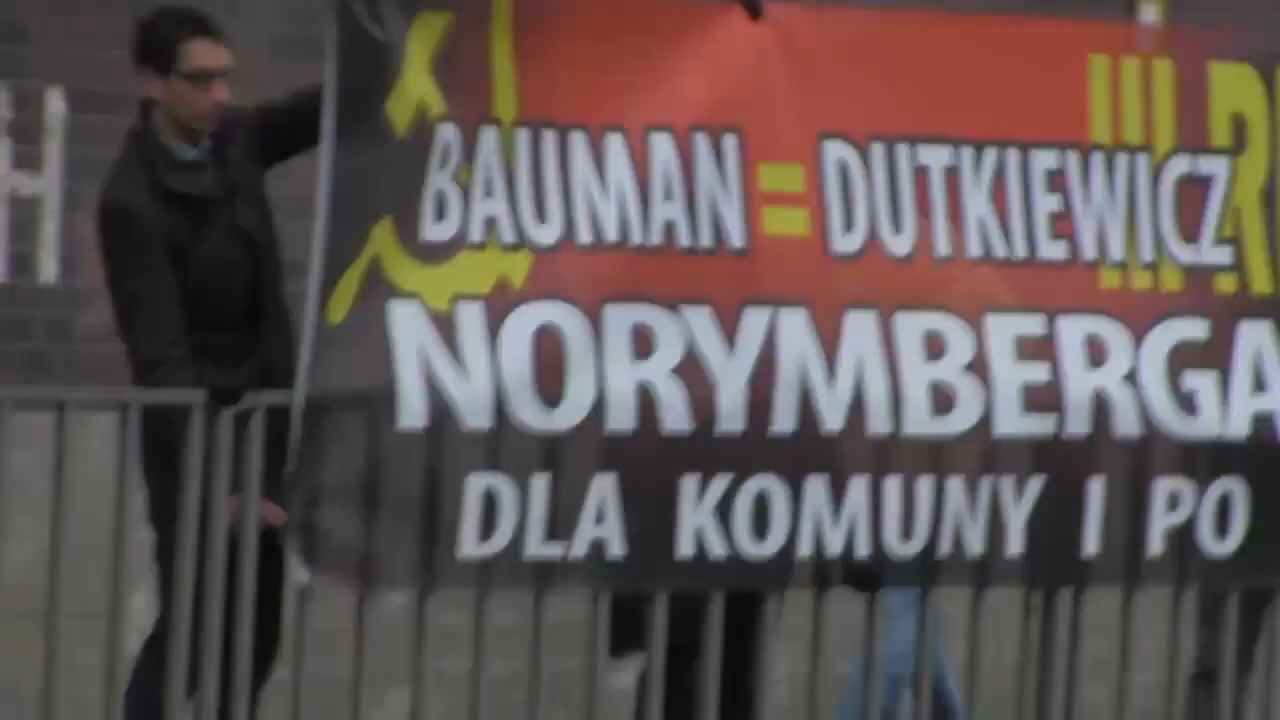 H
!!! R
BAUMAN = DUTKIEWICZ
NORYMBERGA
DLA KOMUNY I PO